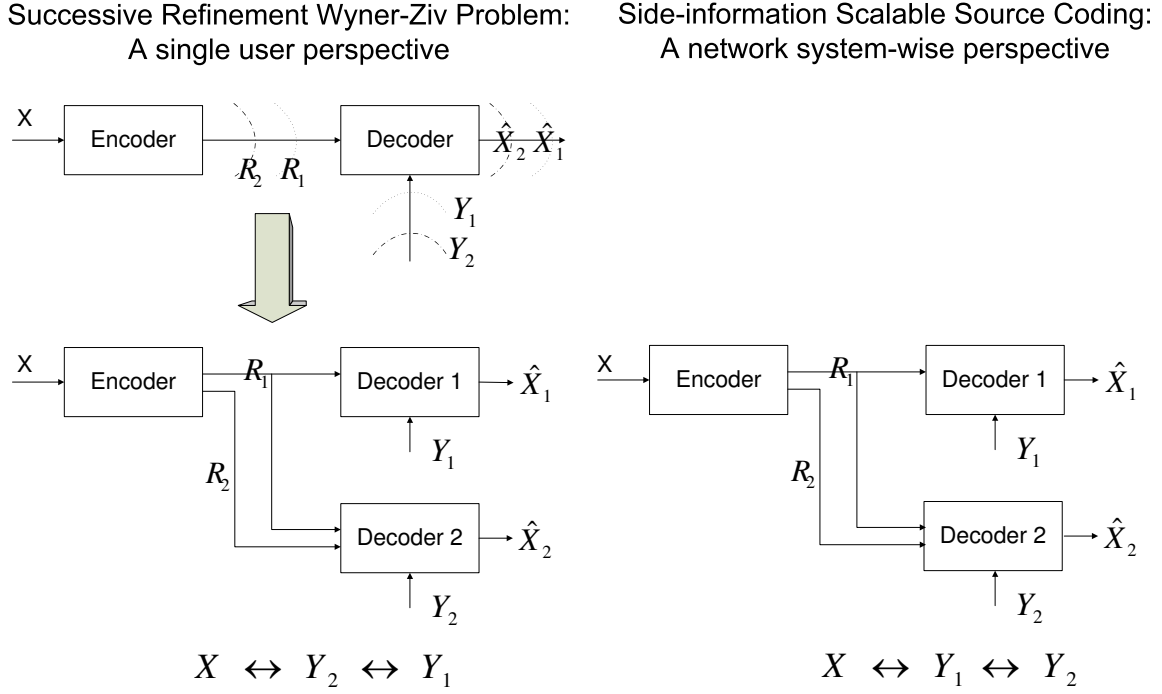 Successive Refinement Wyner-Ziv Problem:
A single user perspective
X
Encoder
R₂ R₁
Decoder
X̂₂ X̂₁
Y₁
Y₂
X
Encoder
R₁
Decoder 1
X̂₁
Y₁
R₂
Decoder 2
X̂₂
Y₂
X ↔ Y₂ ↔ Y₁
Side-information Scalable Source Coding:
A network system-wise perspective
X
Encoder
R₁
Decoder 1
X̂₁
Y₁
R₂
Decoder 2
X̂₂
Y₂
X ↔ Y₁ ↔ Y₂